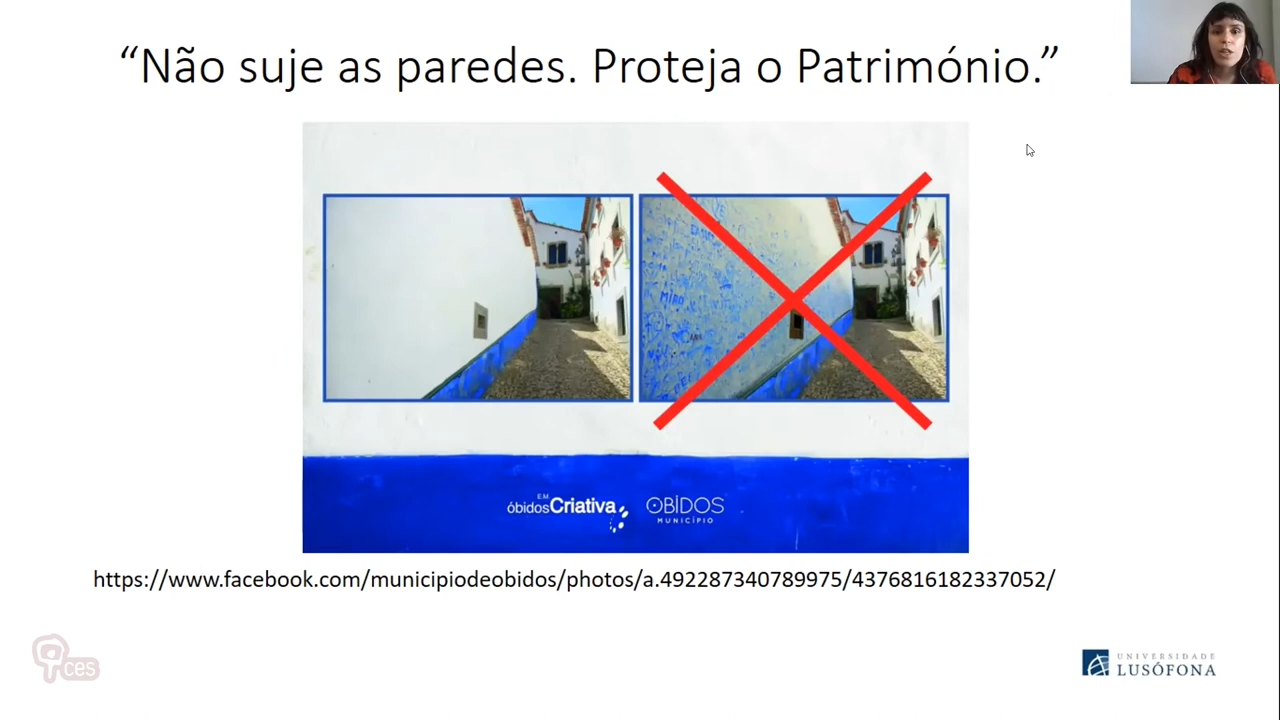 “Não suje as paredes. Proteja o Património.”
MIRO
E.M.
óbidosCriativa
ÓBIDOS
MUNICÍPIO
https://www.facebook.com/municipiodeobidos/photos/a.492287340789975/4376816182337052/
ces
UNIVERSIDADE
LUSÓFONA